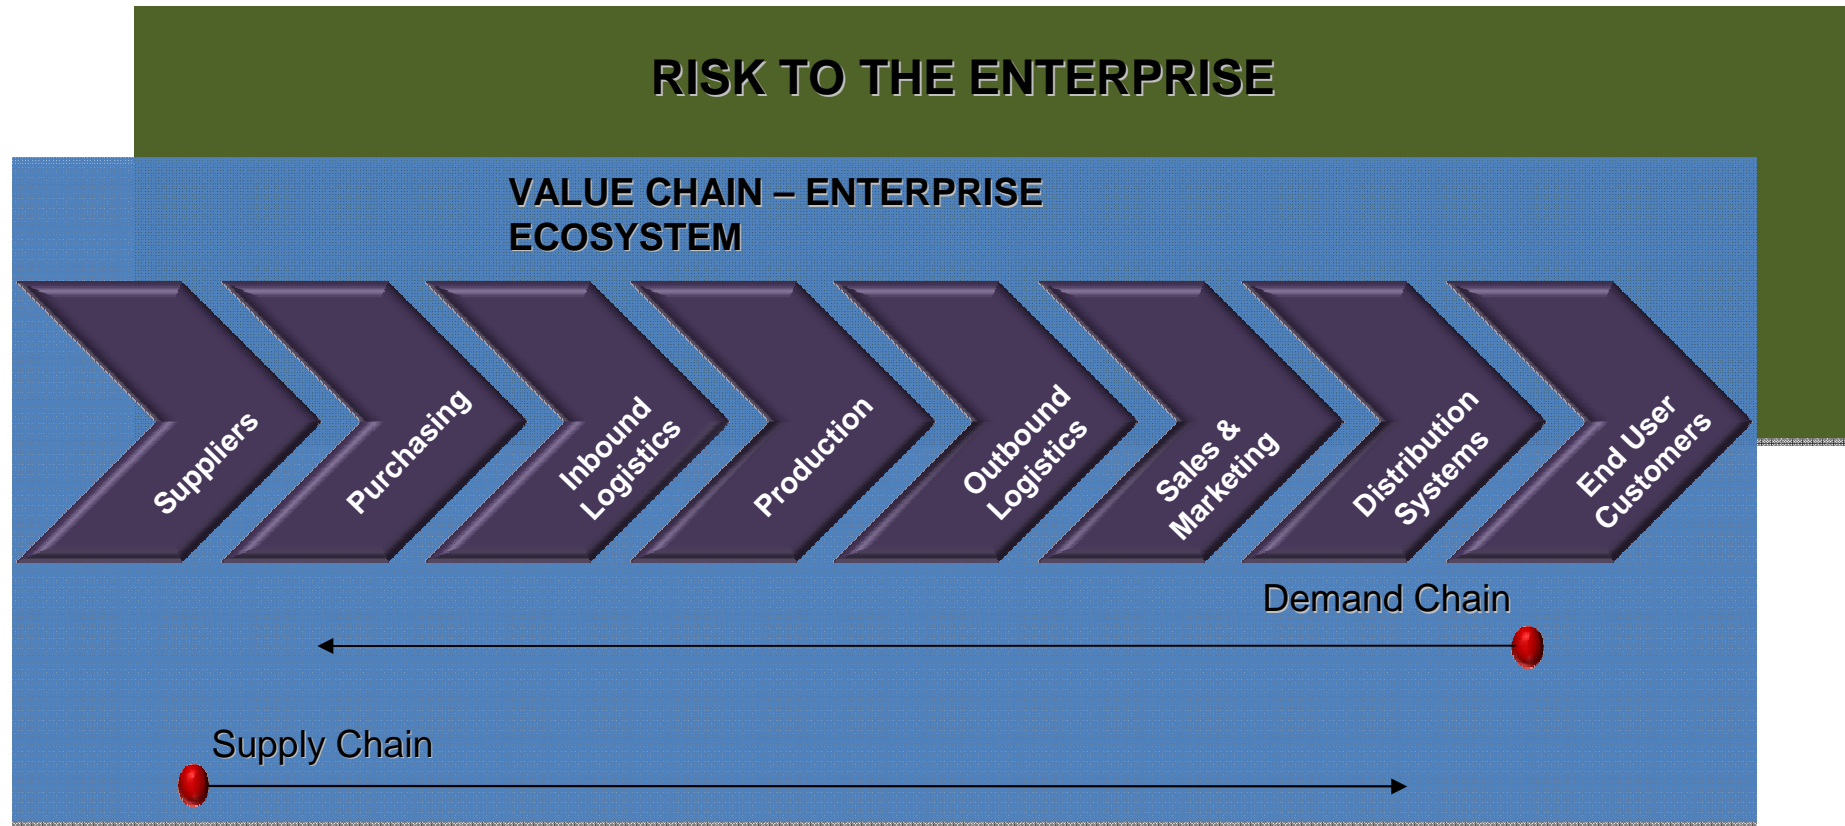 RISK TO THE ENTERPRISE
VALUE CHAIN – ENTERPRISE
ECOSYSTEM
Suppliers
Purchasing
Inbound
Logistics
Production
Outbound
Logistics
Sales &
Marketing
Distribution
Systems
End User
Customers
Demand Chain
Supply Chain